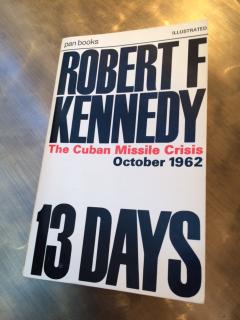 pan books
ILLUSTRATED
ROBERT F
KENNEDY
The Cuban Missile Crisis
October 1962
13 DAYS